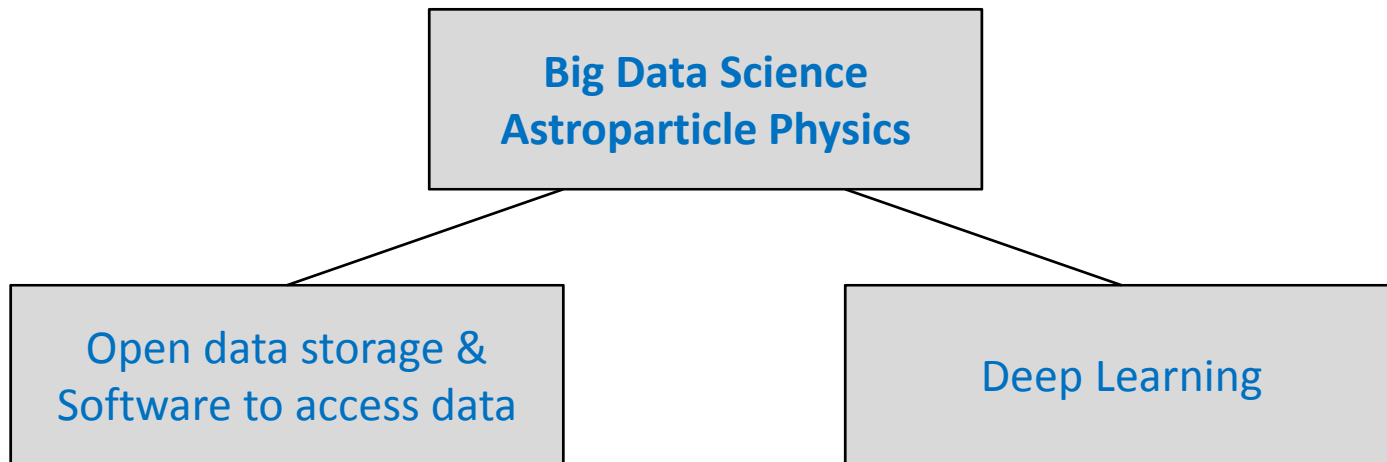 Big Data Science
Astroparticle Physics
Open data storage &
Software to access data
Deep Learning